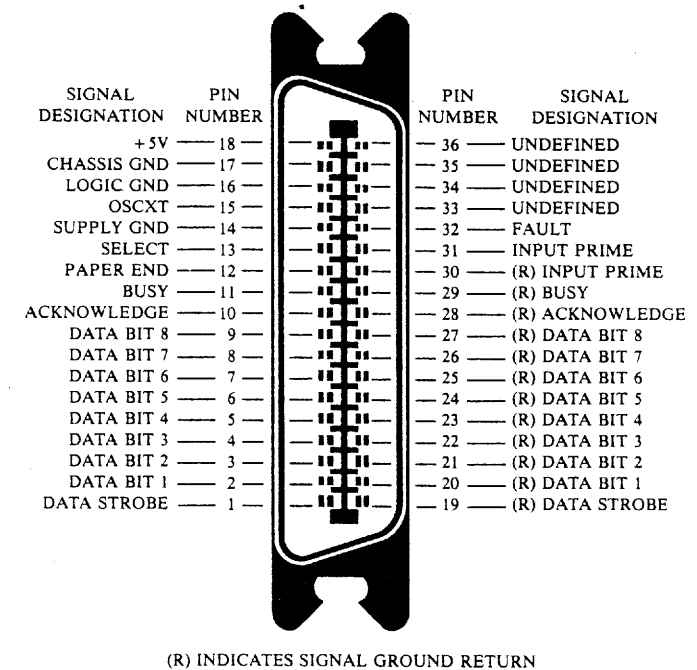 SIGNAL DESIGNATION PIN NUMBER PIN NUMBER SIGNAL DESIGNATION
+5V 18 36 UNDEFINED
CHASSIS GND 17 35 UNDEFINED
LOGIC GND 16 34 UNDEFINED
OSCXT 15 33 UNDEFINED
SUPPLY GND 14 32 FAULT
SELECT 13 31 INPUT PRIME
PAPER END 12 30 (R) INPUT PRIME
BUSY 11 29 (R) BUSY
ACKNOWLEDGE 10 28 (R) ACKNOWLEDGE
DATA BIT 8 9 27 (R) DATA BIT 8
DATA BIT 7 8 26 (R) DATA BIT 7
DATA BIT 6 7 25 (R) DATA BIT 6
DATA BIT 5 6 24 (R) DATA BIT 5
DATA BIT 4 5 23 (R) DATA BIT 4
DATA BIT 3 4 22 (R) DATA BIT 3
DATA BIT 2 3 21 (R) DATA BIT 2
DATA BIT 1 2 20 (R) DATA BIT 1
DATA STROBE 1 19 (R) DATA STROBE
(R) INDICATES SIGNAL GROUND RETURN